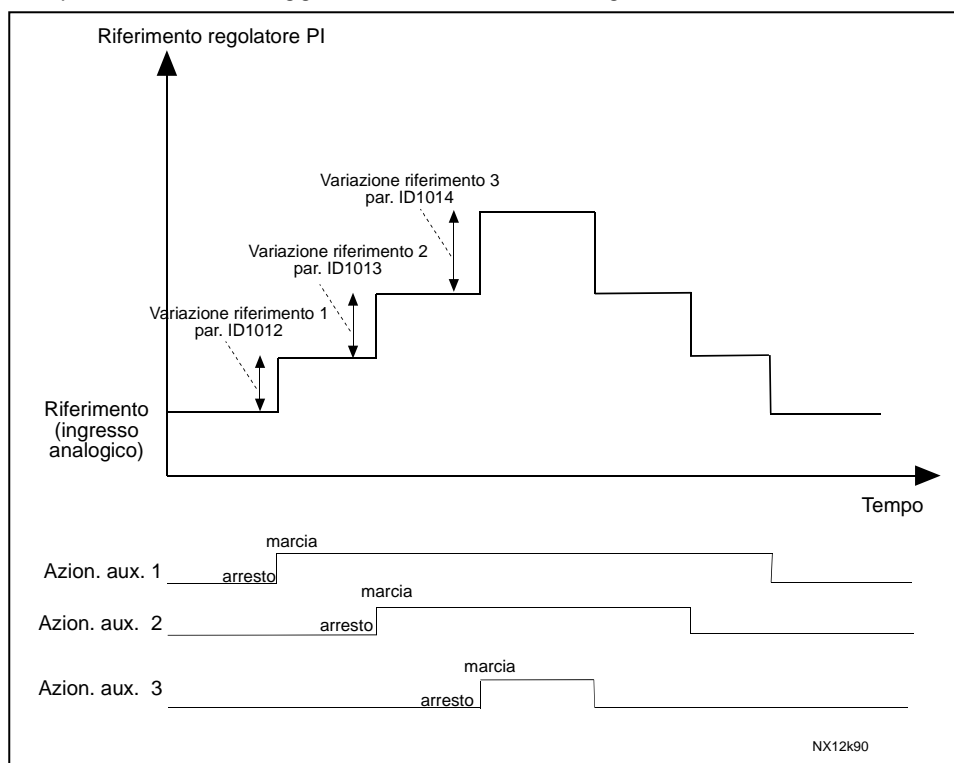 Riferimento regolatore PI
Variazione riferimento 3
par. ID1014
Variazione riferimento 2
par. ID1013
Variazione riferimento 1
par. ID1012
Riferimento
(ingresso
analogico)
Tempo
marcia
Azion. aux. 1
arresto
marcia
Azion. aux. 2
arresto
marcia
Azion. aux. 3
arresto
NX12k90